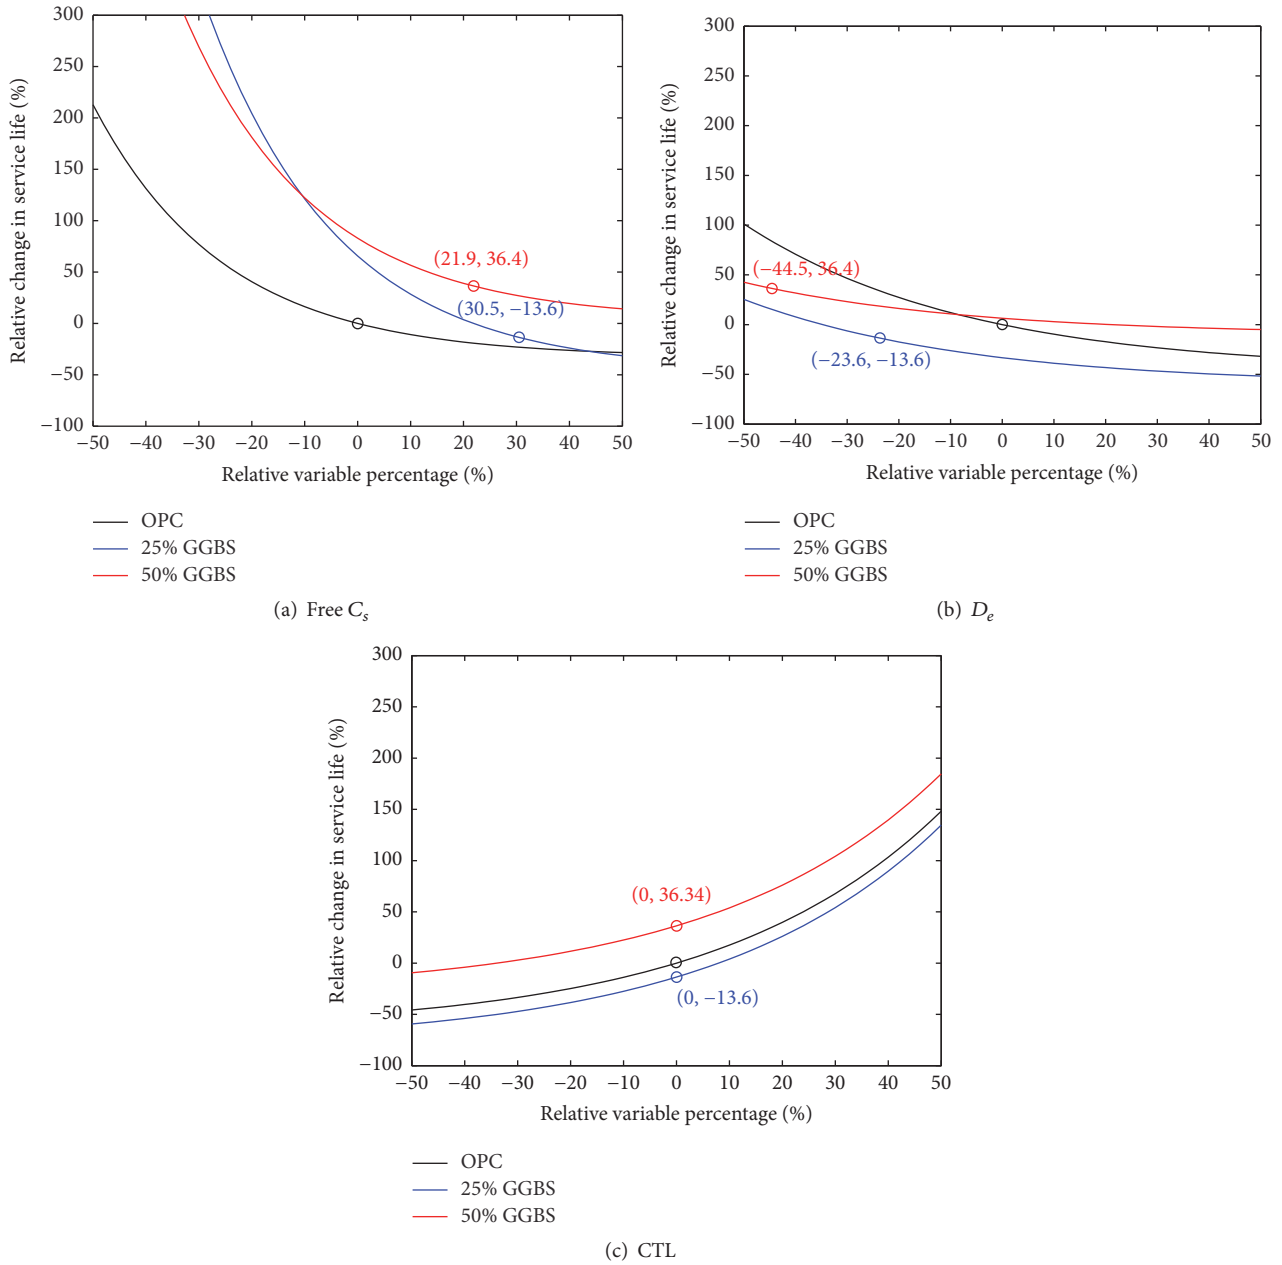 300
250
200
150
100
50
0
−50
−100
Relative change in service life (%)
(21.9, 36.4)
(30.5, −13.6)
−50 −40 −30 −20 −10 0 10 20 30 40 50
Relative variable percentage (%)
OPC
25% GGBS
50% GGBS
(a) Free Cs
300
250
200
150
100
50
0
−50
−100
Relative change in service life (%)
(−44.5, 36.4)
(−23.6, −13.6)
−50 −40 −30 −20 −10 0 10 20 30 40 50
Relative variable percentage (%)
OPC
25% GGBS
50% GGBS
(b) De
300
250
200
150
100
50
0
−50
−100
Relative change in service life (%)
(0, 36.34)
(0, −13.6)
−50 −40 −30 −20 −10 0 10 20 30 40 50
Relative variable percentage (%)
OPC
25% GGBS
50% GGBS
(c) CTL